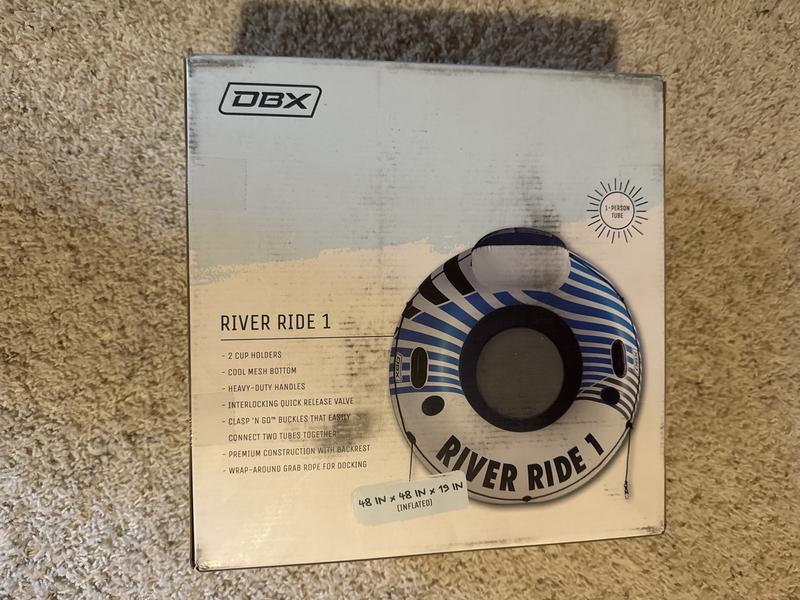 DBX
1-PERSON
TUBE
RIVER RIDE 1
- 2 CUP HOLDERS
- COOL MESH BOTTOM
- HEAVY-DUTY HANDLES
- INTERLOCKING QUICK RELEASE VALVE
- CLASP 'N GO™ BUCKLES THAT EASILY
CONNECT TWO TUBES TOGETHER
- PREMIUM CONSTRUCTION WITH BACKREST
- WRAP-AROUND GRAB ROPE FOR DOCKING
DBX
RIVER RIDE 1
48 IN x 48 IN x 19 IN
(INFLATED)